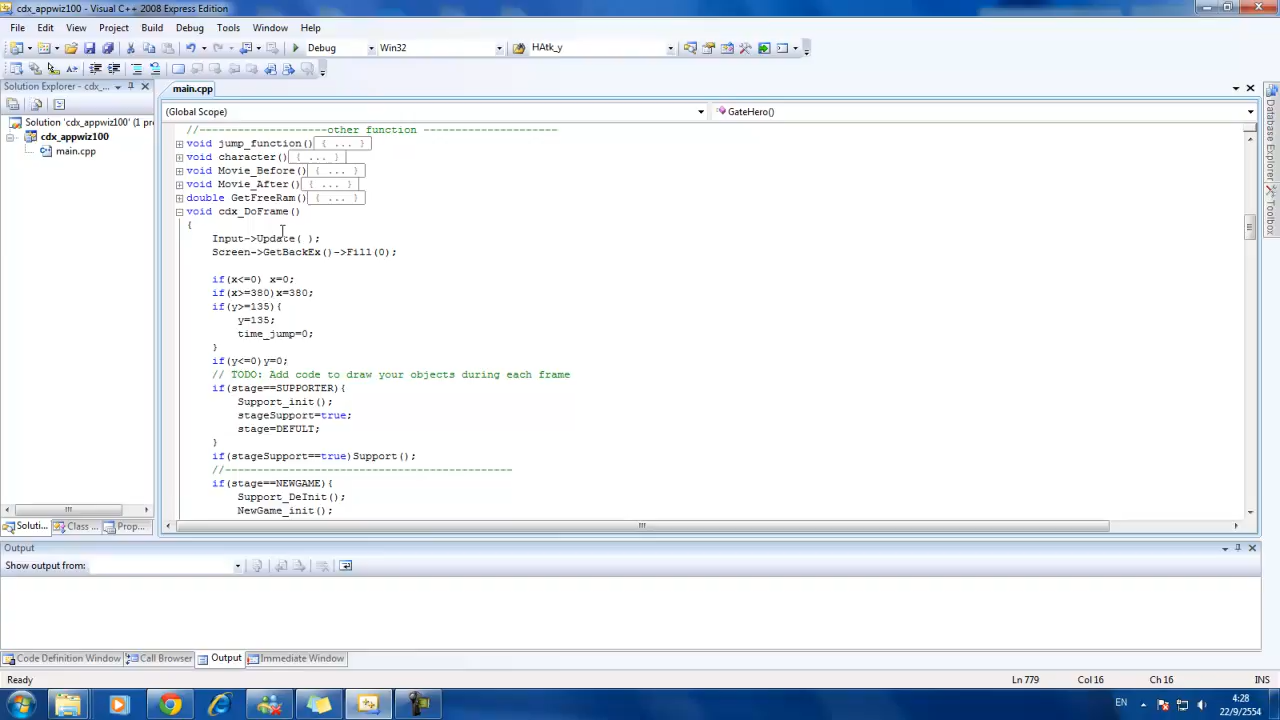 cdx_appwiz100 - Visual C++ 2008 Express Edition
File Edit View Project Build Debug Tools Window Help
Debug Win32 HAtk_y
Solution Explorer - cdx_...
main.cpp
(Global Scope) GateHero()
Solution 'cdx_appwiz100' (1 pr
cdx_appwiz100
main.cpp
//--------------------other function ---------------------
void jump_function(){ ... }
void character(){ ... }
void Movie_Before(){ ... }
void Movie_After(){ ... }
double GetFreeRam(){ ... }
void cdx_DoFrame()
{
Input->Update( );
Screen->GetBackEx()->Fill(0);
if(x<=0) x=0;
if(x>=380)x=380;
if(y>=135){
y=135;
time_jump=0;
}
if(y<=0)y=0;
// TODO: Add code to draw your objects during each frame
if(stage==SUPPORTER){
Support_init();
stageSupport=true;
stage=DEFULT;
}
if(stageSupport==true)Support();
//---------------------------------------------
if(stage==NEWGAME){
Support_DeInit();
NewGame_init();
Soluti... Class ... Prop...
Database Explorer
Toolbox
Output
Show output from:
Code Definition Window Call Browser Output Immediate Window
Ready Ln 779 Col 16 Ch 16 INS
EN 4:28
22/9/2554